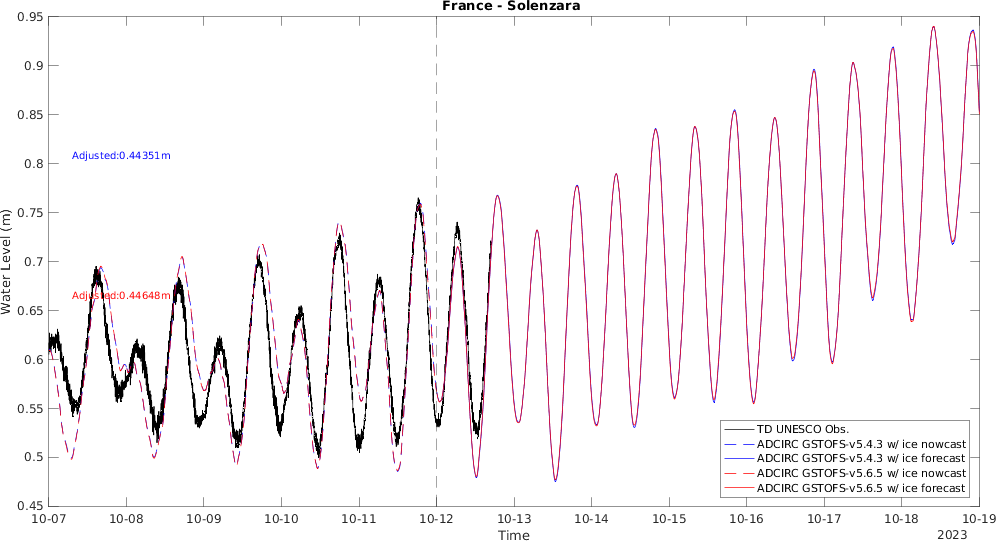 France - Solenzara
0.95
0.9
0.85
0.8
0.75
0.7
0.65
0.6
0.55
0.5
0.45
Water Level (m)
Adjusted:0.44351m
Adjusted:0.44648m
TD UNESCO Obs.
ADCIRC GSTOFS-v5.4.3 w/ ice nowcast
ADCIRC GSTOFS-v5.4.3 w/ ice forecast
ADCIRC GSTOFS-v5.6.5 w/ ice nowcast
ADCIRC GSTOFS-v5.6.5 w/ ice forecast
10-07 10-08 10-09 10-10 10-11 10-12 10-13 10-14 10-15 10-16 10-17 10-18 10-19
Time
2023